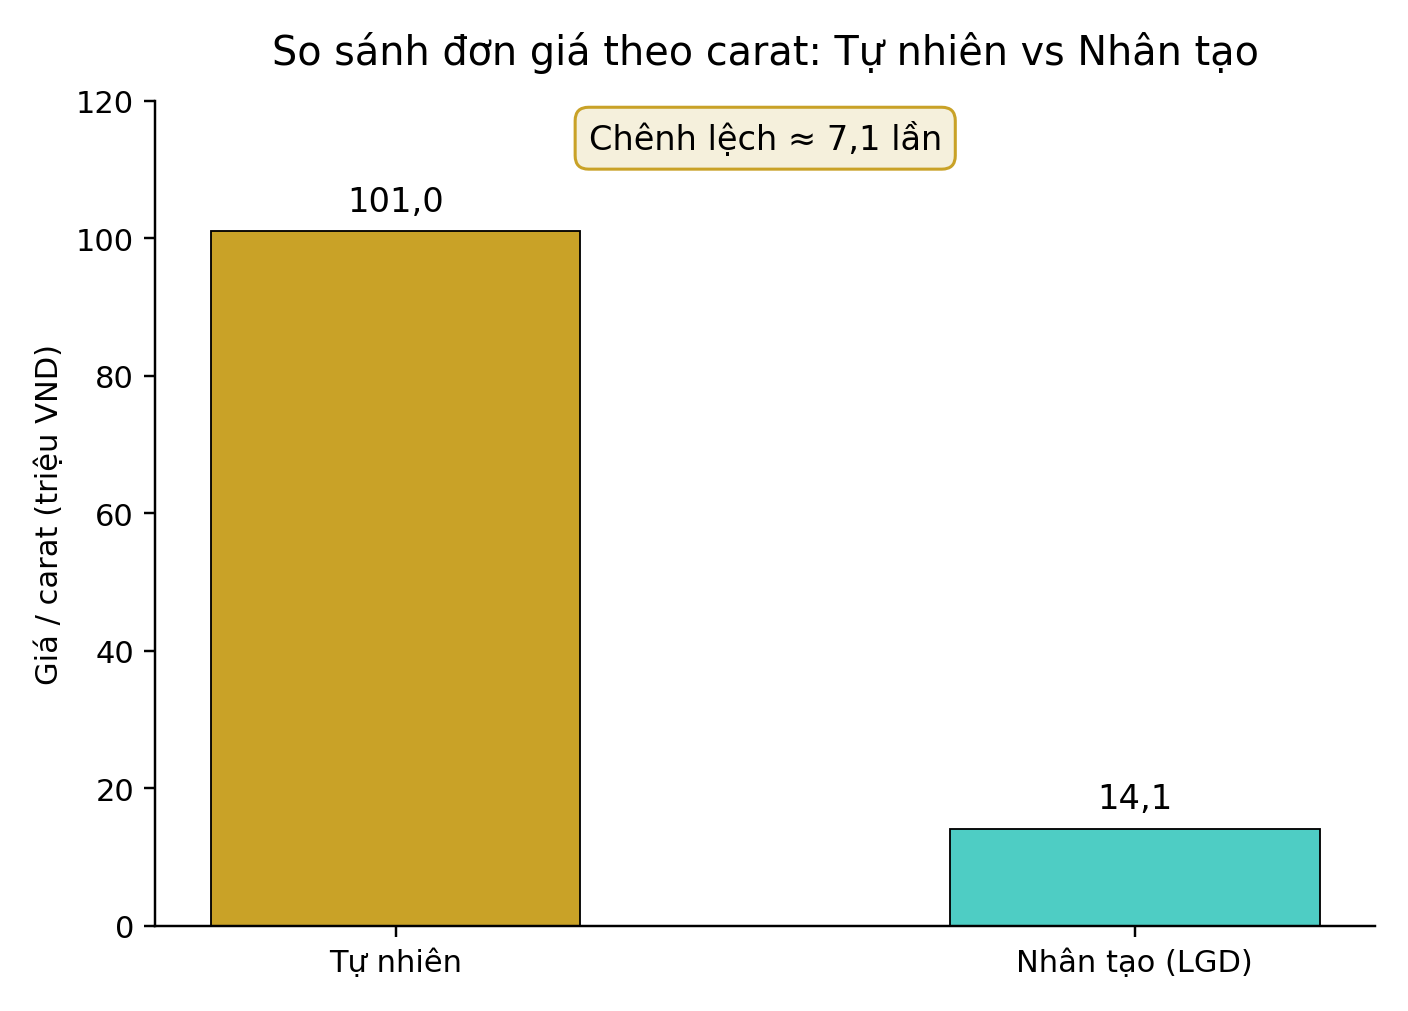 So sánh đơn giá theo carat: Tự nhiên vs Nhân tạo
Chênh lệch ≈ 7,1 lần
Giá / carat (triệu VND)
120
100
80
60
40
20
0
101,0
14,1
Tự nhiên
Nhân tạo (LGD)